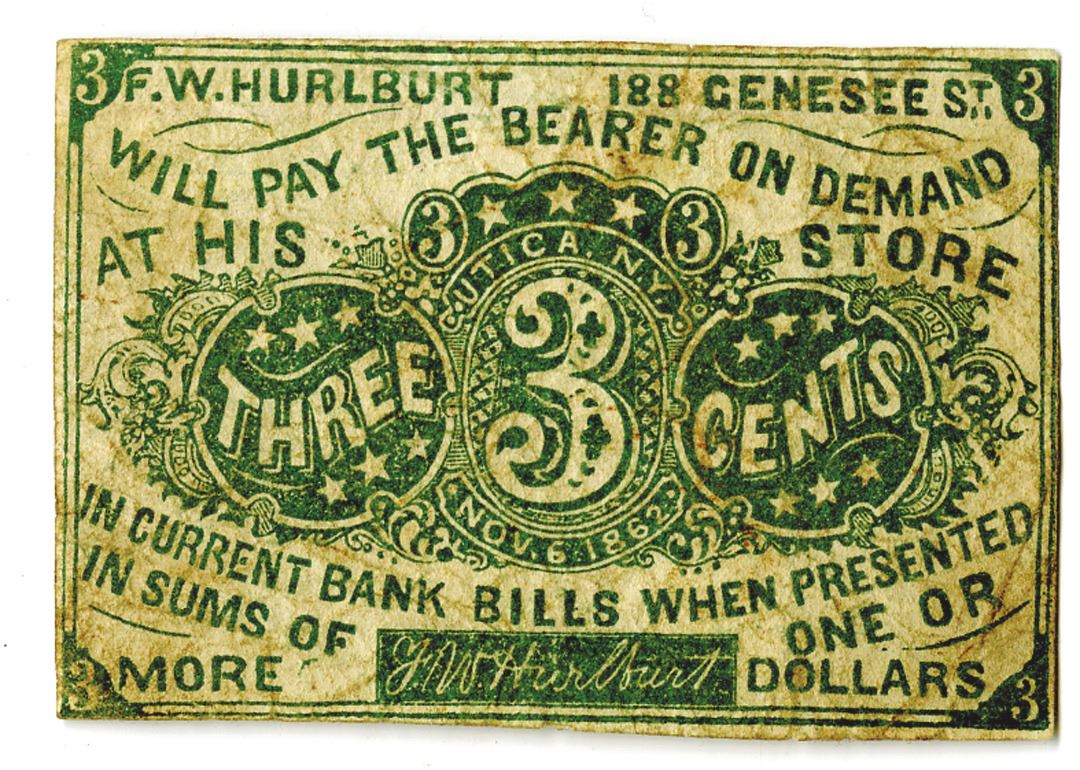 3 F.W. HURLBURT 188 GENESEE ST. 3
WILL PAY THE BEARER ON DEMAND
AT HIS STORE
3 3
UTICA NY
THREE 3 CENTS
NOV. 6. 1862.
IN CURRENT BANK BILLS WHEN PRESENTED
IN SUMS OF ONE OR
3 MORE F.W. Hurlburt DOLLARS 3